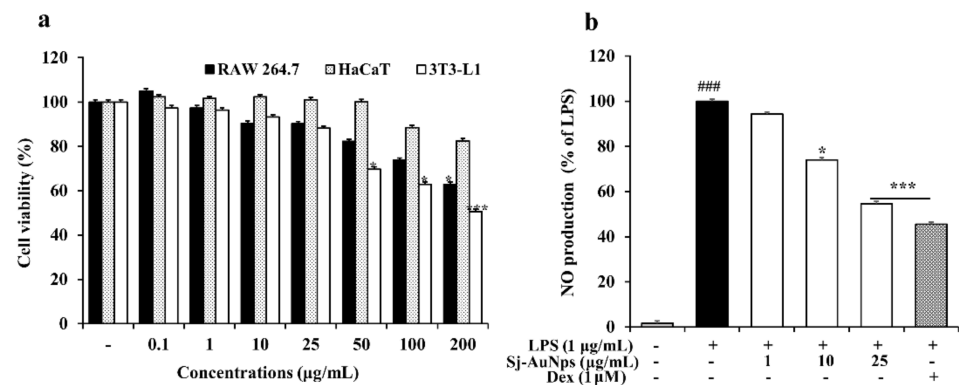 a
120
100
80
60
40
20
0
Cell viability (%)
RAW 264.7 HaCaT 3T3-L1
* * * ***
- 0.1 1 10 25 50 100 200
Concentrations (µg/mL)
b
120
100
80
60
40
20
0
NO production
(% of LPS)
###
*
***
LPS (1 µg/mL) - + + + + +
Sj-AuNps (µg/mL) - - 1 10 25 -
Dex (1 µM) - - - - - +